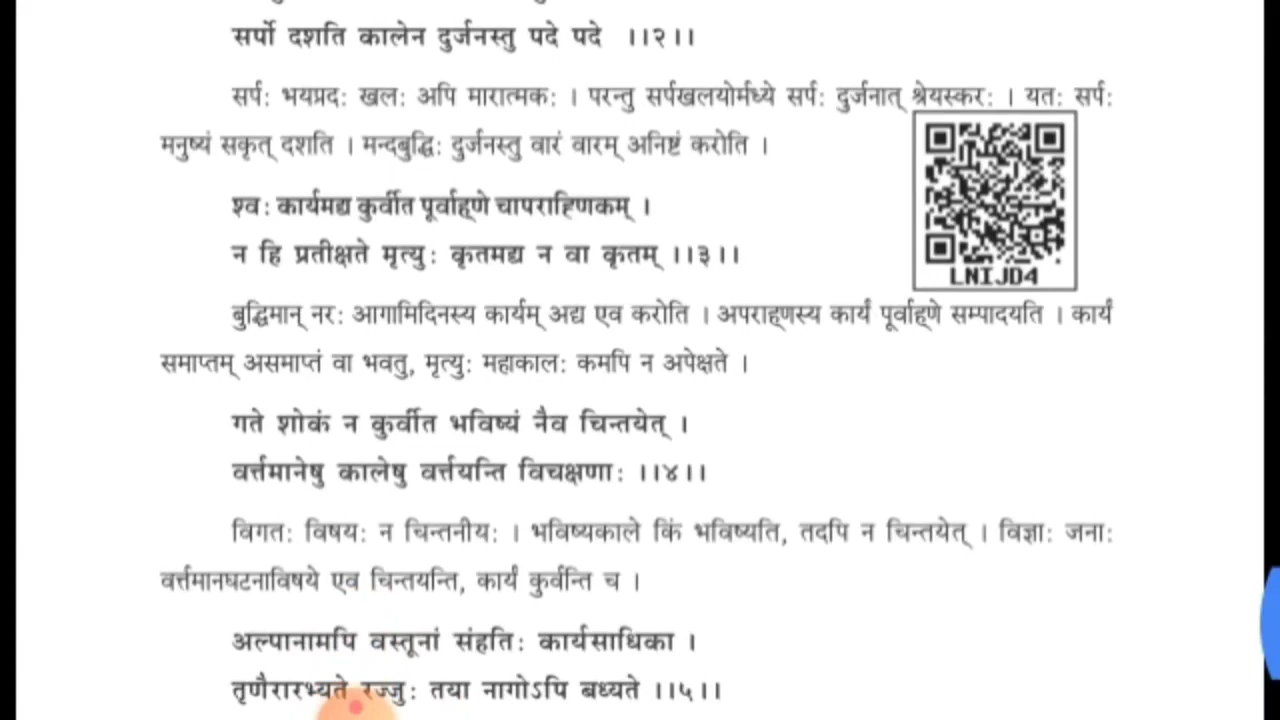 सर्पो दशति कालेन दुर्जनस्तु पदे पदे ।।२।।
सर्पः भयप्रदः खलः अपि मारात्मकः । परन्तु सर्पखलयोर्मध्ये सर्पः दुर्जनात् श्रेयस्करः । यतः सर्पः
मनुष्यं सकृत् दशति । मन्दबुद्धिः दुर्जनस्तु वारं वारम् अनिष्टं करोति ।
श्वः कार्यमद्य कुर्वीत पूर्वाह्णे चापराह्णिकम् ।
न हि प्रतीक्षते मृत्युः कृतमद्य न वा कृतम् ।।३।।
LNIJD4
बुद्धिमान् नरः आगामिदिनस्य कार्यम् अद्य एव करोति । अपराह्णस्य कार्यं पूर्वाह्णे सम्पादयति । कार्यं
समाप्तम् असमाप्तं वा भवतु, मृत्युः महाकालः कमपि न अपेक्षते ।
गते शोकं न कुर्वीत भविष्यं नैव चिन्तयेत् ।
वर्त्तमानेषु कालेषु वर्त्तयन्ति विचक्षणाः ।।४।।
विगतः विषयः न चिन्तनीयः । भविष्यकाले किं भविष्यति, तदपि न चिन्तयेत् । विज्ञाः जनाः
वर्त्तमानघटनाविषये एव चिन्तयन्ति, कार्यं कुर्वन्ति च ।
अल्पानामपि वस्तूनां संहतिः कार्यसाधिका ।
तृणैरारभ्यते रज्जुः तया नागोऽपि बध्यते ।।५।।